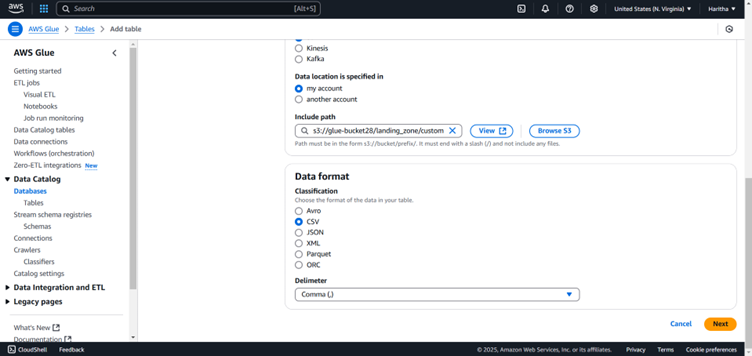 aws
Search [Alt+S]
United States (N. Virginia) Haritha
AWS Glue > Tables > Add table
AWS Glue
Getting started
ETL jobs
Visual ETL
Notebooks
Job run monitoring
Data Catalog tables
Data connections
Workflows (orchestration)
Zero-ETL integrations New
Data Catalog
Databases
Tables
Stream schema registries
Schemas
Connections
Crawlers
Classifiers
Catalog settings
Data Integration and ETL
Legacy pages
What's New
Documentation
Kinesis
Kafka
Data location is specified in
my account
another account
Include path
s3://glue-bucket28/landing_zone/custom
View
Browse S3
Path must be in the form s3://bucket/prefix/. It must end with a slash (/) and not include any files.
Data format
Classification
Choose the format of the data in your table.
Avro
CSV
JSON
XML
Parquet
ORC
Delimeter
Comma (,)
Cancel Next
CloudShell Feedback © 2025, Amazon Web Services, Inc. or its affiliates. Privacy Terms Cookie preferences